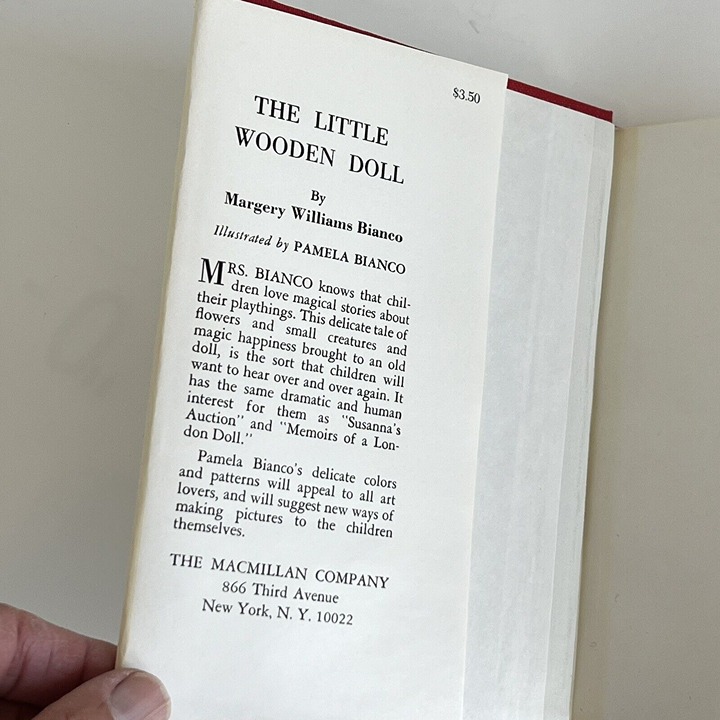 $3.50
THE LITTLE
WOODEN DOLL
By
Margery Williams Bianco
Illustrated by PAMELA BIANCO
MRS. BIANCO knows that chil-
dren love magical stories about
their playthings. This delicate tale of
flowers and small creatures and
magic happiness brought to an old
doll, is the sort that children will
want to hear over and over again. It
has the same dramatic and human
interest for them as "Susanna's
Auction" and "Memoirs of a Lon-
don Doll."
Pamela Bianco's delicate colors
and patterns will appeal to all art
lovers, and will suggest new ways of
making pictures to the children
themselves.
THE MACMILLAN COMPANY
866 Third Avenue
New York, N. Y. 10022